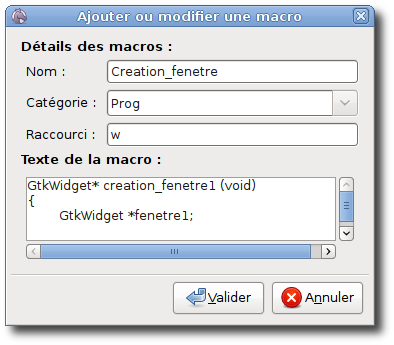 Ajouter ou modifier une macro
Détails des macros :
Nom : Creation_fenetre
Catégorie : Prog
Raccourci : w
Texte de la macro :
GtkWidget* creation_fenetre1 (void)
{
GtkWidget *fenetre1;
Valider Annuler